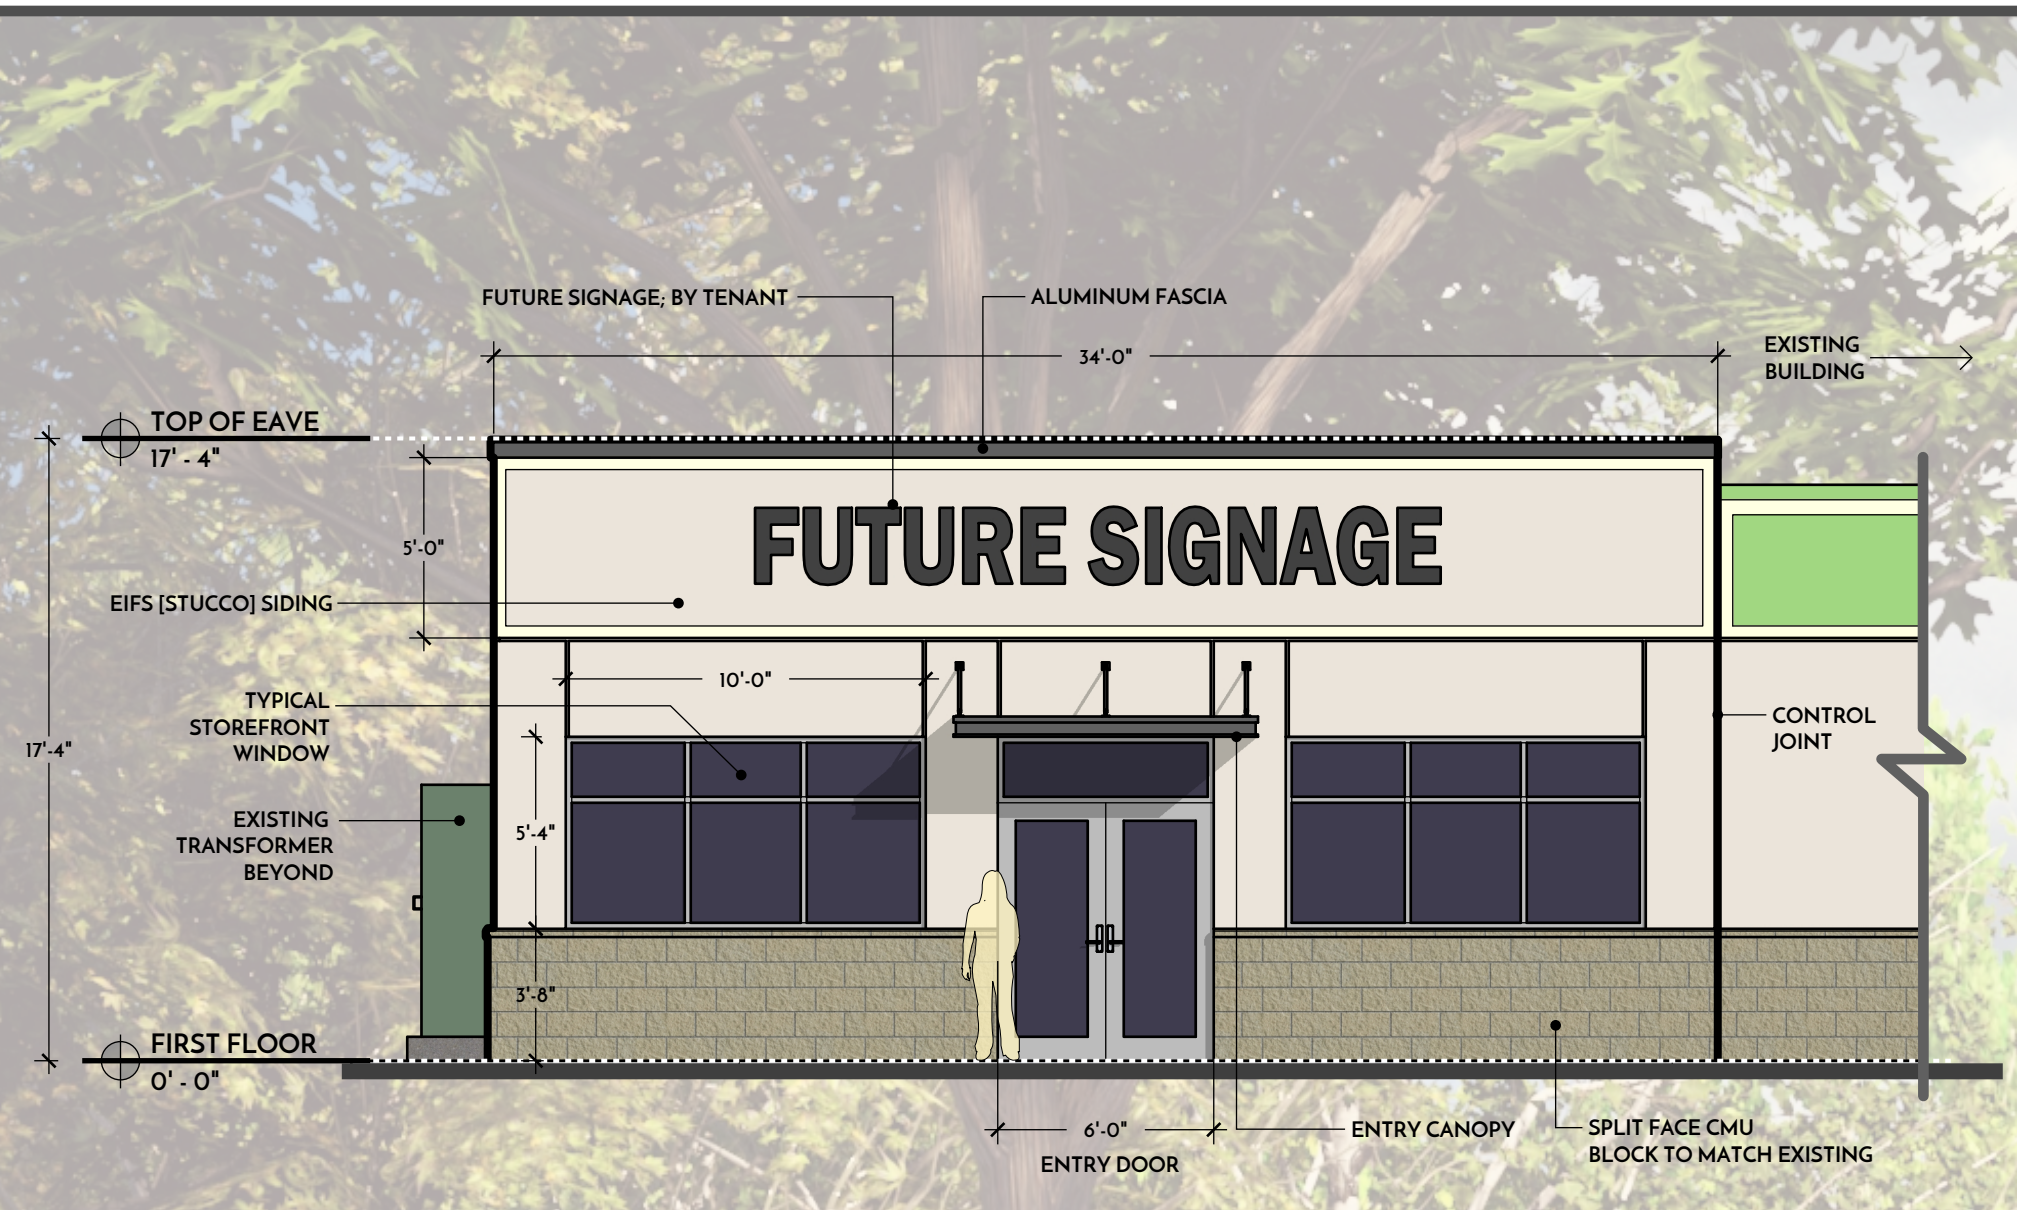 FUTURE SIGNAGE; BY TENANT
ALUMINUM FASCIA
34'-0"
EXISTING
BUILDING
TOP OF EAVE
17' - 4"
5'-0"
FUTURE SIGNAGE
EIFS [STUCCO] SIDING
10'-0"
TYPICAL
STOREFRONT
WINDOW
CONTROL
JOINT
17'-4"
EXISTING
TRANSFORMER
BEYOND
5'-4"
3'-8"
FIRST FLOOR
0' - 0"
6'-0"
ENTRY DOOR
ENTRY CANOPY
SPLIT FACE CMU
BLOCK TO MATCH EXISTING